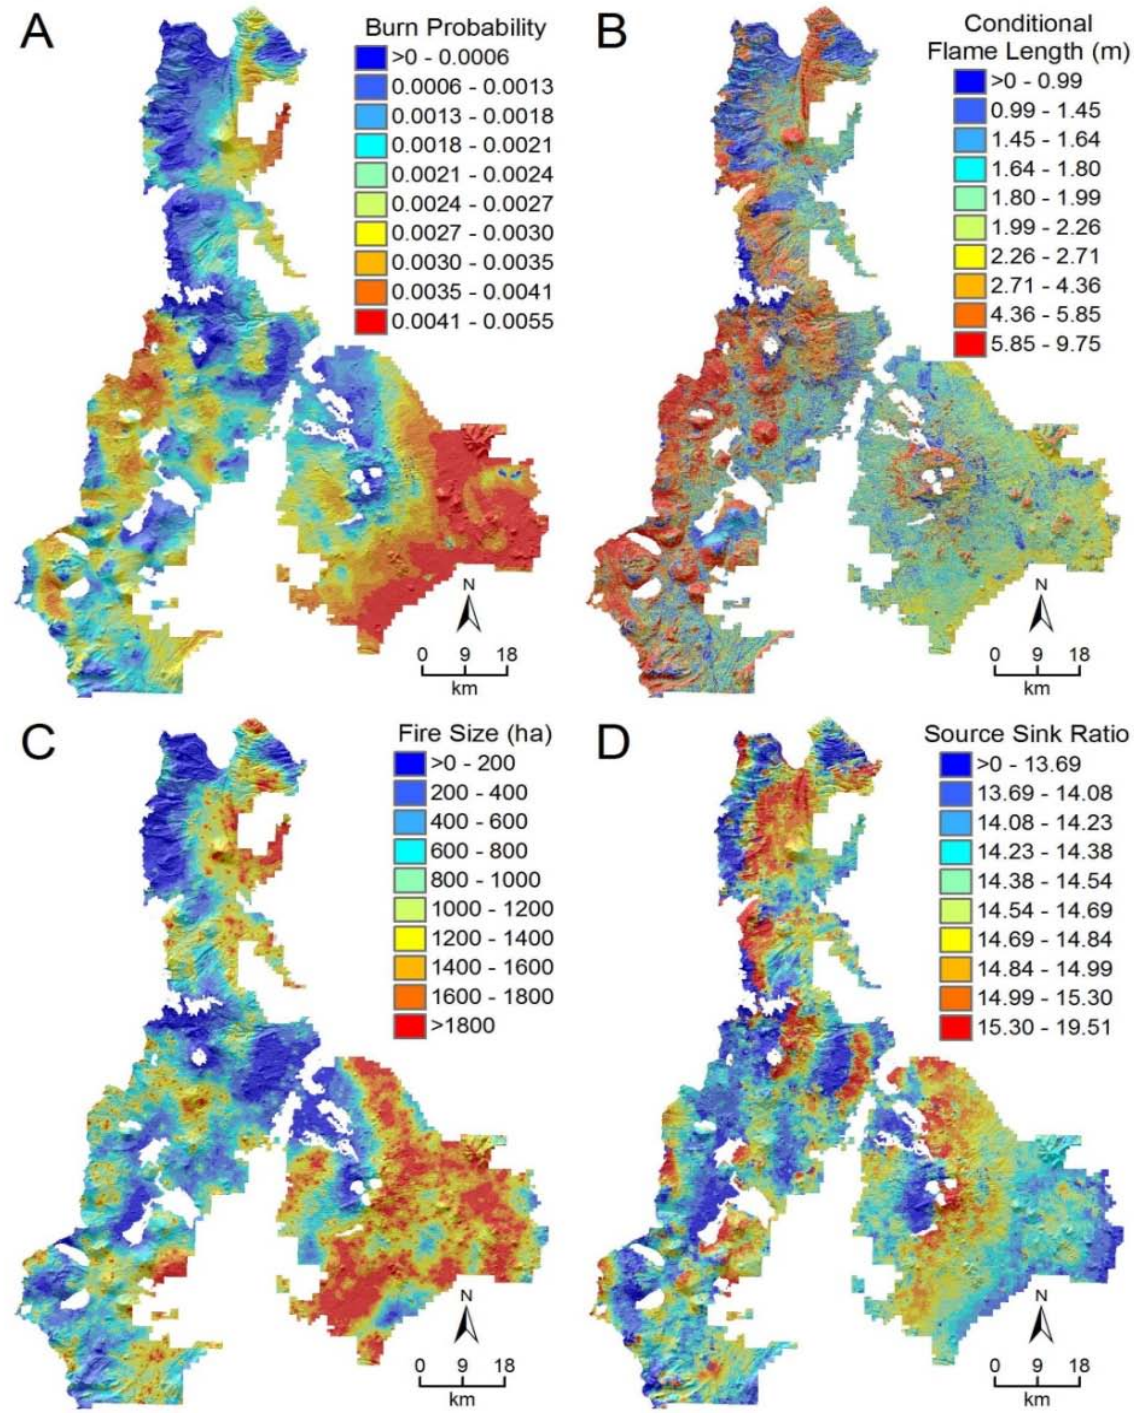 A
Burn Probability
>0 - 0.0006
0.0006 - 0.0013
0.0013 - 0.0018
0.0018 - 0.0021
0.0021 - 0.0024
0.0024 - 0.0027
0.0027 - 0.0030
0.0030 - 0.0035
0.0035 - 0.0041
0.0041 - 0.0055
N
0 9 18
km
B
Conditional
Flame Length (m)
>0 - 0.99
0.99 - 1.45
1.45 - 1.64
1.64 - 1.80
1.80 - 1.99
1.99 - 2.26
2.26 - 2.71
2.71 - 4.36
4.36 - 5.85
5.85 - 9.75
N
0 9 18
km
C
Fire Size (ha)
>0 - 200
200 - 400
400 - 600
600 - 800
800 - 1000
1000 - 1200
1200 - 1400
1400 - 1600
1600 - 1800
>1800
N
0 9 18
km
D
Source Sink Ratio
>0 - 13.69
13.69 - 14.08
14.08 - 14.23
14.23 - 14.38
14.38 - 14.54
14.54 - 14.69
14.69 - 14.84
14.84 - 14.99
14.99 - 15.30
15.30 - 19.51
N
0 9 18
km